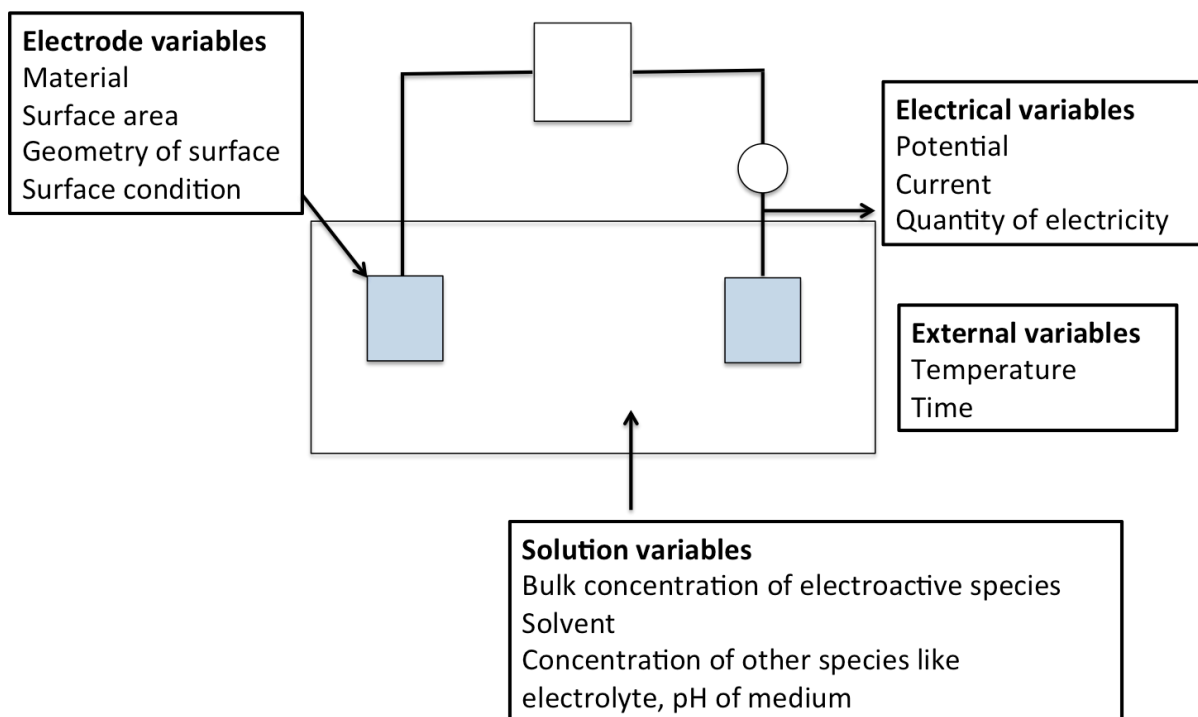 Electrode variables
Material
Surface area
Geometry of surface
Surface condition
Electrical variables
Potential
Current
Quantity of electricity
External variables
Temperature
Time
Solution variables
Bulk concentration of electroactive species
Solvent
Concentration of other species like
electrolyte, pH of medium